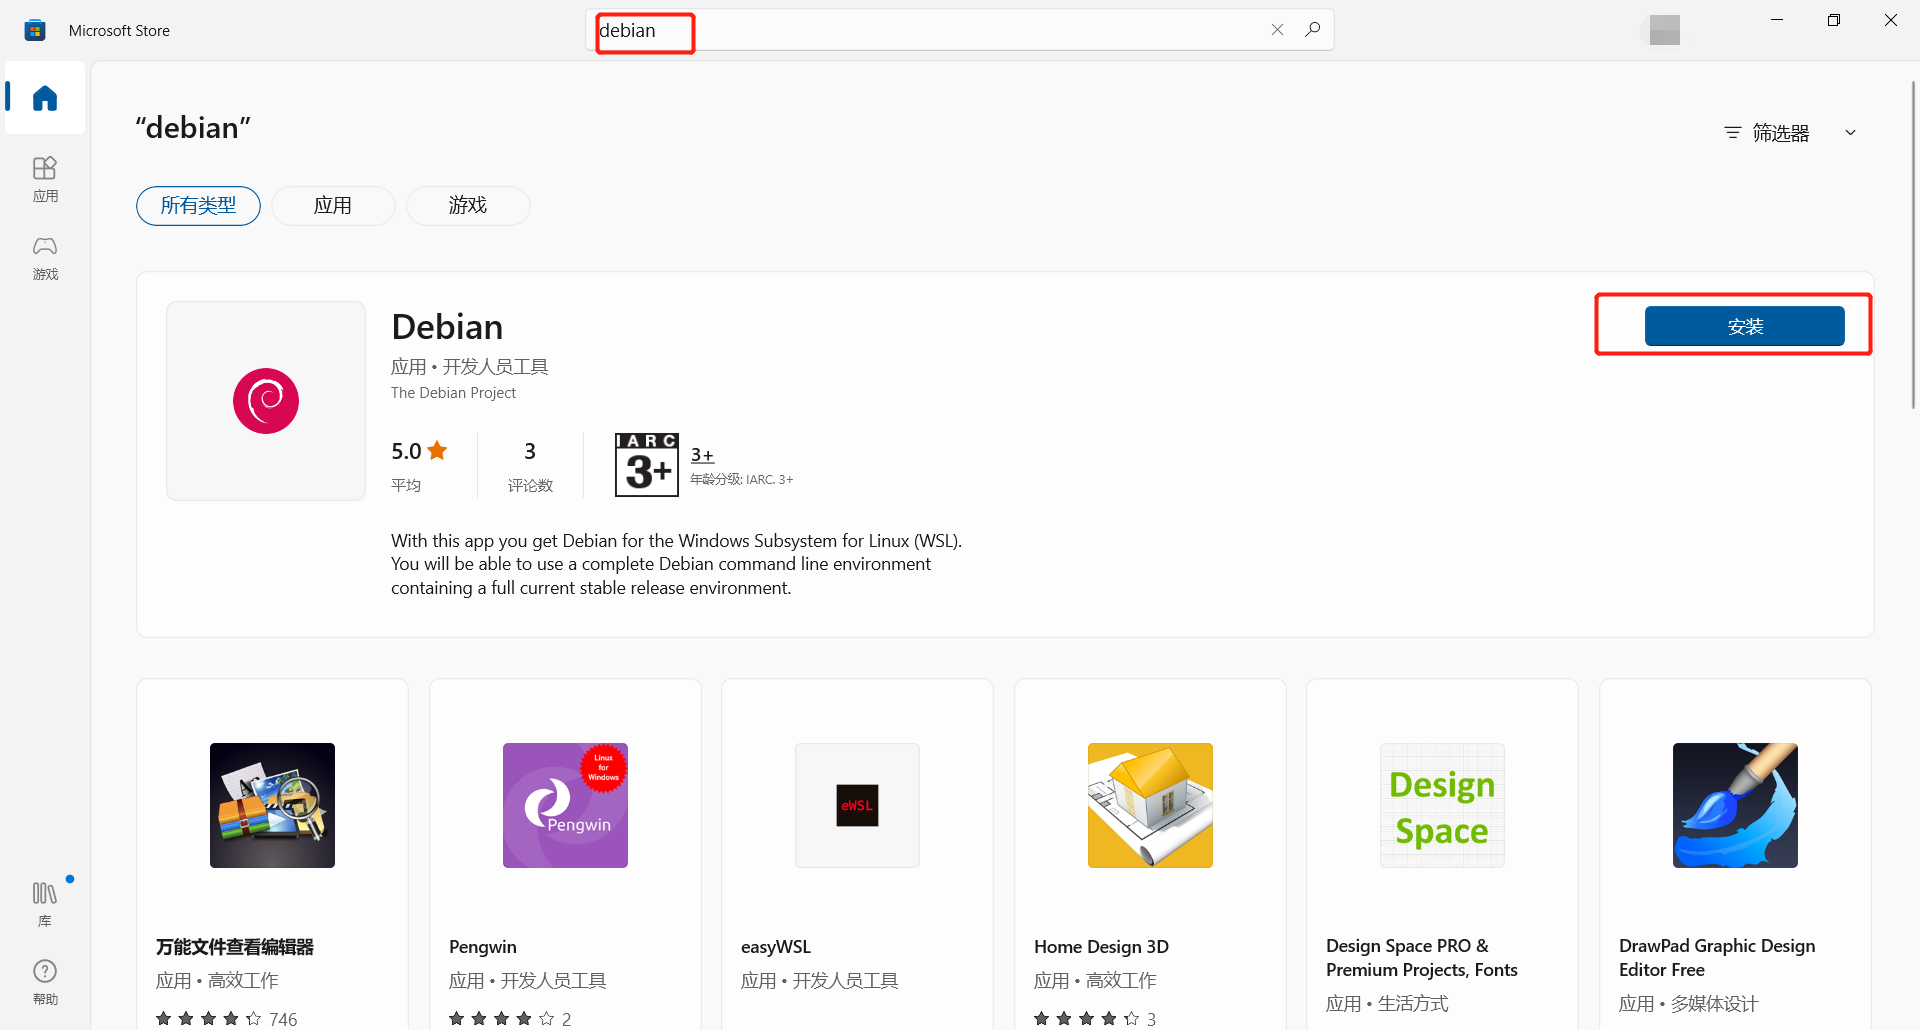 Microsoft Store
debian
“debian”
筛选器
所有类型
应用
游戏
应用
游戏
库
帮助
Debian
安装
应用 • 开发人员工具
The Debian Project
5.0
平均
3
评论数
IARC
3+
3+
年龄分级: IARC. 3+
With this app you get Debian for the Windows Subsystem for Linux (WSL).
You will be able to use a complete Debian command line environment
containing a full current stable release environment.
Linux
for
Windows
Pengwin
eWSL
Design
Space
万能文件查看编辑器
应用 • 高效工作
746
Pengwin
应用 • 开发人员工具
2
easyWSL
应用 • 开发人员工具
Home Design 3D
应用 • 高效工作
3
Design Space PRO &
Premium Projects, Fonts
应用 • 生活方式
DrawPad Graphic Design
Editor Free
应用 • 多媒体设计